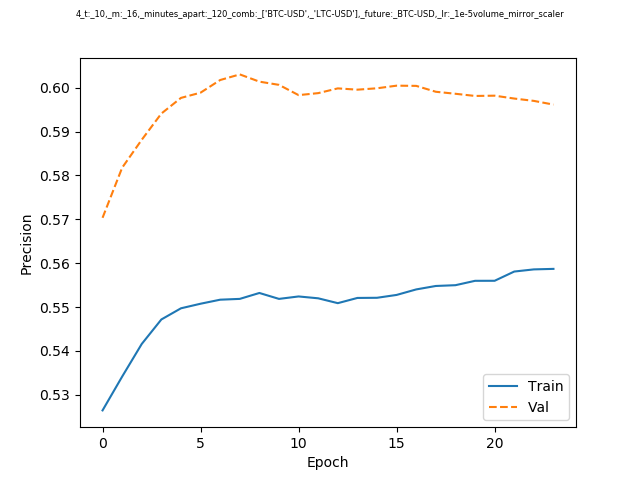 4_t:_10,_m:_16,_minutes_apart:_120_comb:_['BTC-USD',_'LTC-USD'],_future:_BTC-USD,_lr:_1e-5volume_mirror_scaler
0.60
0.59
0.58
0.57
0.56
0.55
0.54
0.53
Precision
0
5
10
15
20
Epoch
Train
Val